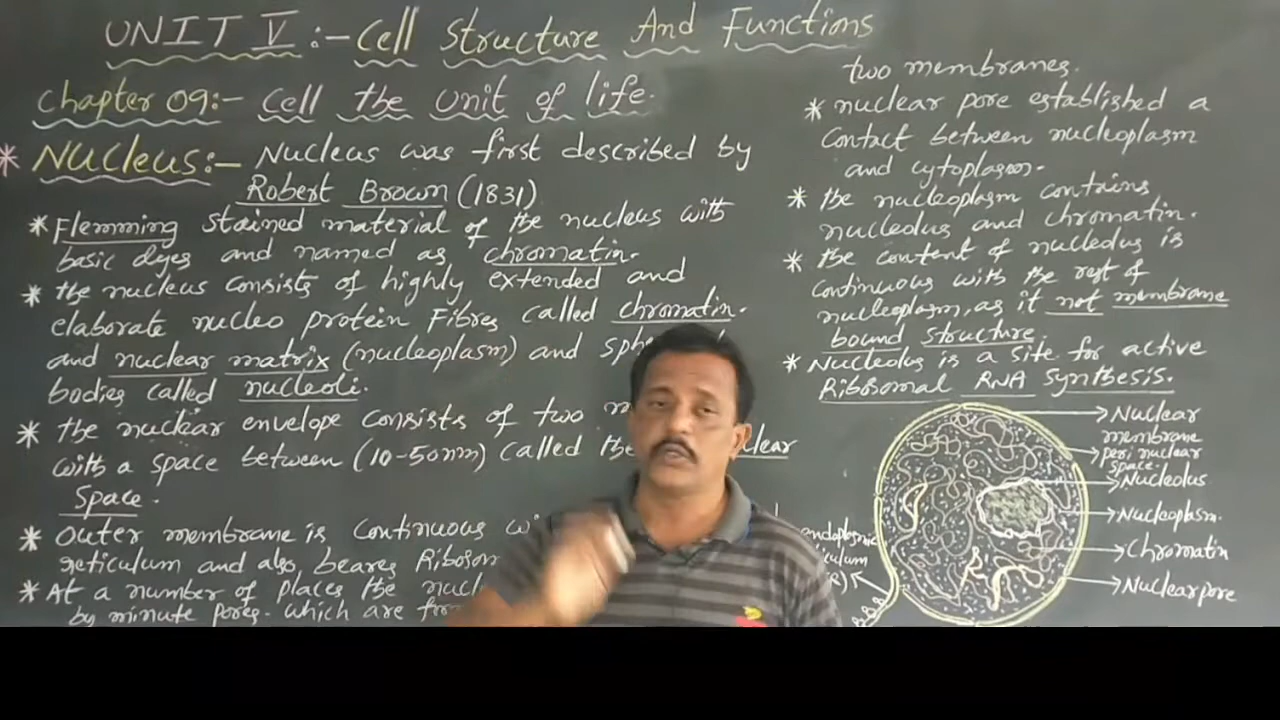 UNIT V :- Cell Structure And Functions
Chapter 09:- Cell the Unit of life.
* Nucleus:- Nucleus was first described by
Robert Brown (1831)
* Flemming stained material of the nucleus with
basic dyes and named as chromatin.
* the nucleus consists of highly extended and
elaborate nucleo protein Fibres called chromatin.
and nuclear matrix (nucleoplasm) and
bodies called nucleoli.
* the nuclear envelope consists of two
with a space between (10-50nm) called the
Space.
* Outer membrane is continuous
reticulum and also beares
* At a number of places the
by minute pores. which are
two membranes.
* nuclear pore established a
contact between nucleoplasm
and cytoplasm.
* the nucleoplasm contains
nucleolus and chromatin.
* the content of nucleolus is
continuous with the rest of
nucleoplasm, as it not membrane
bound structure.
* Nucleolus is a site for active
Ribosomal RNA Synthesis.
Nuclear
membrane
peri nuclear
space.
Nucleolus
Nucleoplasm.
Chromatin
Nuclear pore
endoplasmic